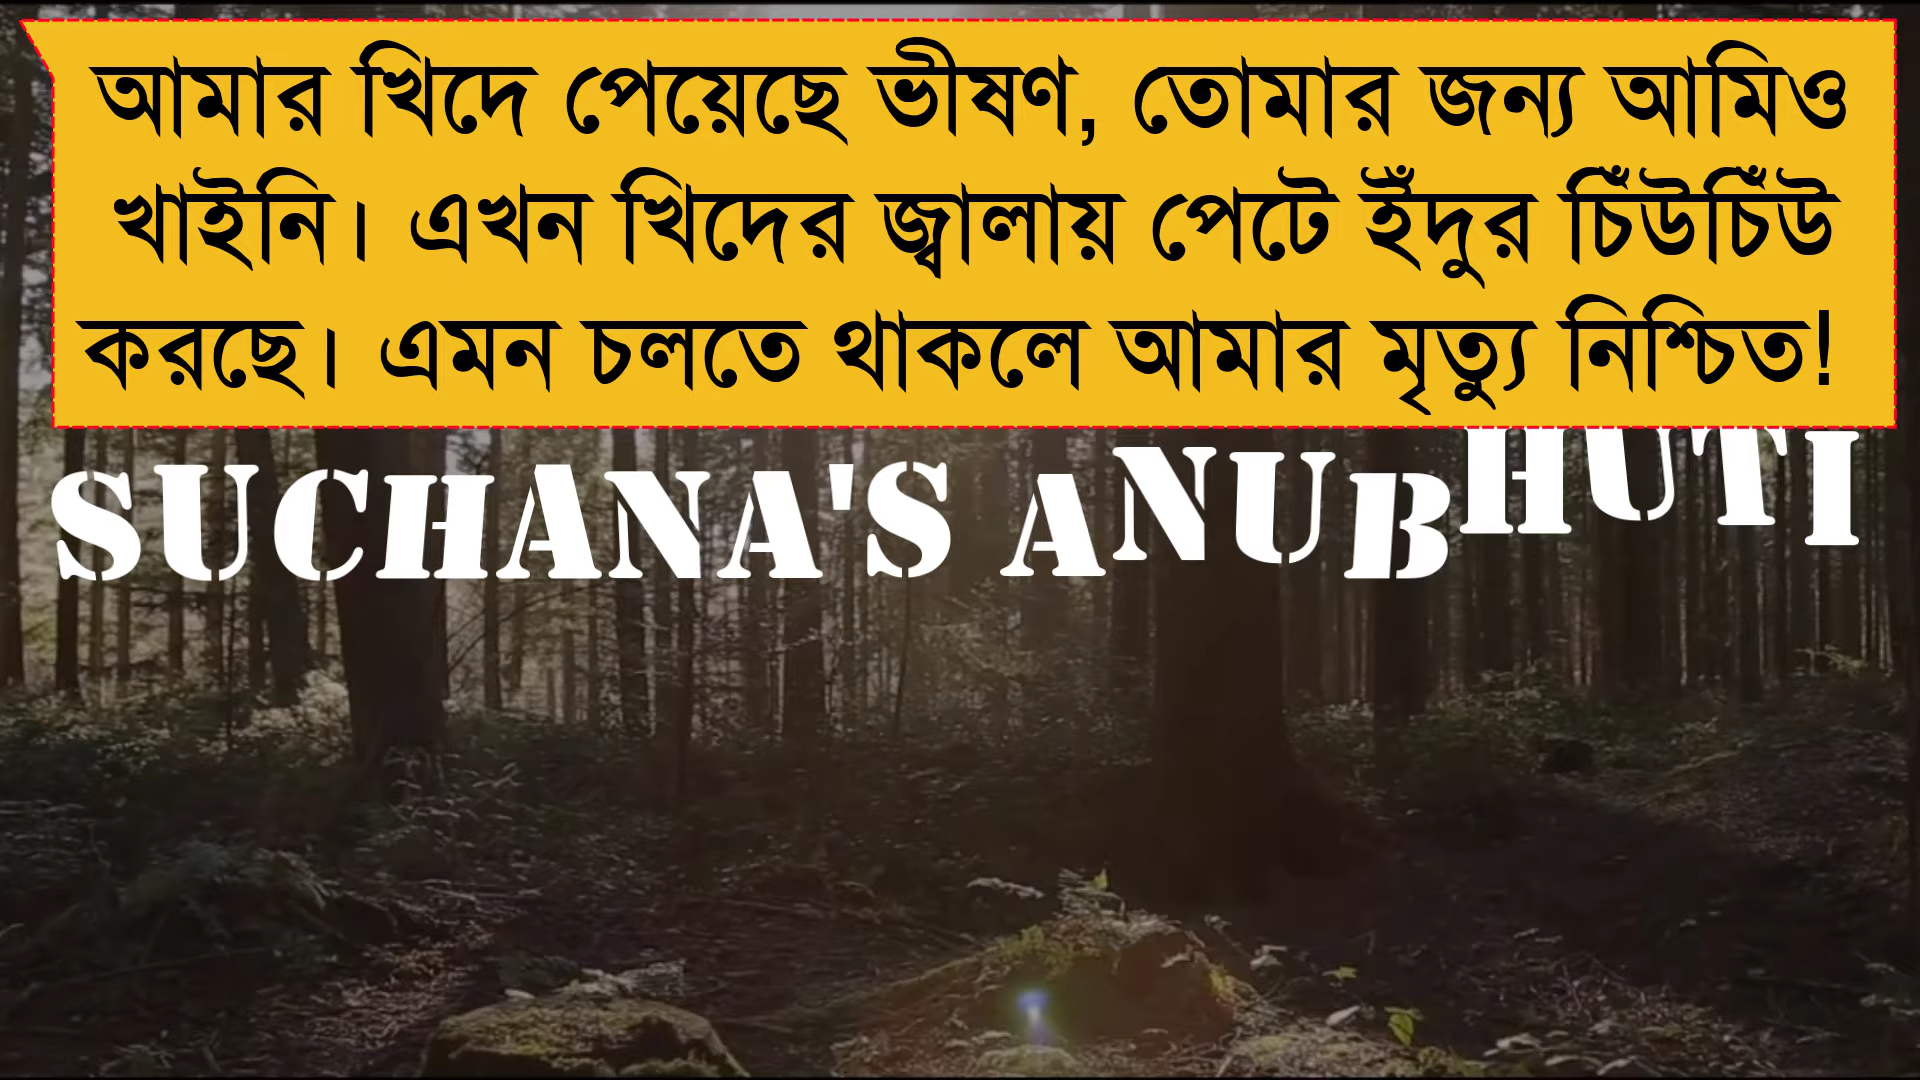 আমার খিদে পেয়েছে ভীষণ, তোমার জন্য আমিও
খাইনি। এখন খিদের জ্বালায় পেটে ইঁদুর চিঁউচিঁউ
করছে। এমন চলতে থাকলে আমার মৃত্যু নিশ্চিত!
SUCHANA'S ANUBHUTI